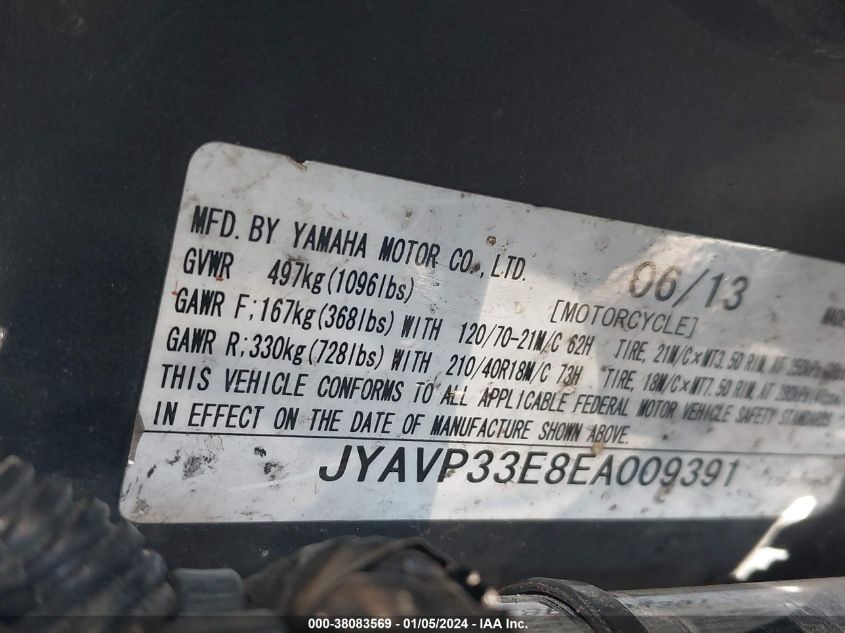 MFD. BY YAMAHA MOTOR CO., LTD. 06/13
GVWR 497kg(1096lbs) [MOTORCYCLE]
GAWR F;167kg(368lbs) WITH 120/70-21M/C 62H TIRE, 21M/C×MT3.50 RIM, AT
GAWR R;330kg(728lbs) WITH 210/40R18M/C 73H TIRE, 18M/C×MT7.50 RIM, AT
THIS VEHICLE CONFORMS TO ALL APPLICABLE FEDERAL MOTOR VEHICLE SAFETY STANDARDS
IN EFFECT ON THE DATE OF MANUFACTURE SHOWN ABOVE.
JYAVP33E8EA009391
000-38083569 - 01/05/2024 - IAA Inc.